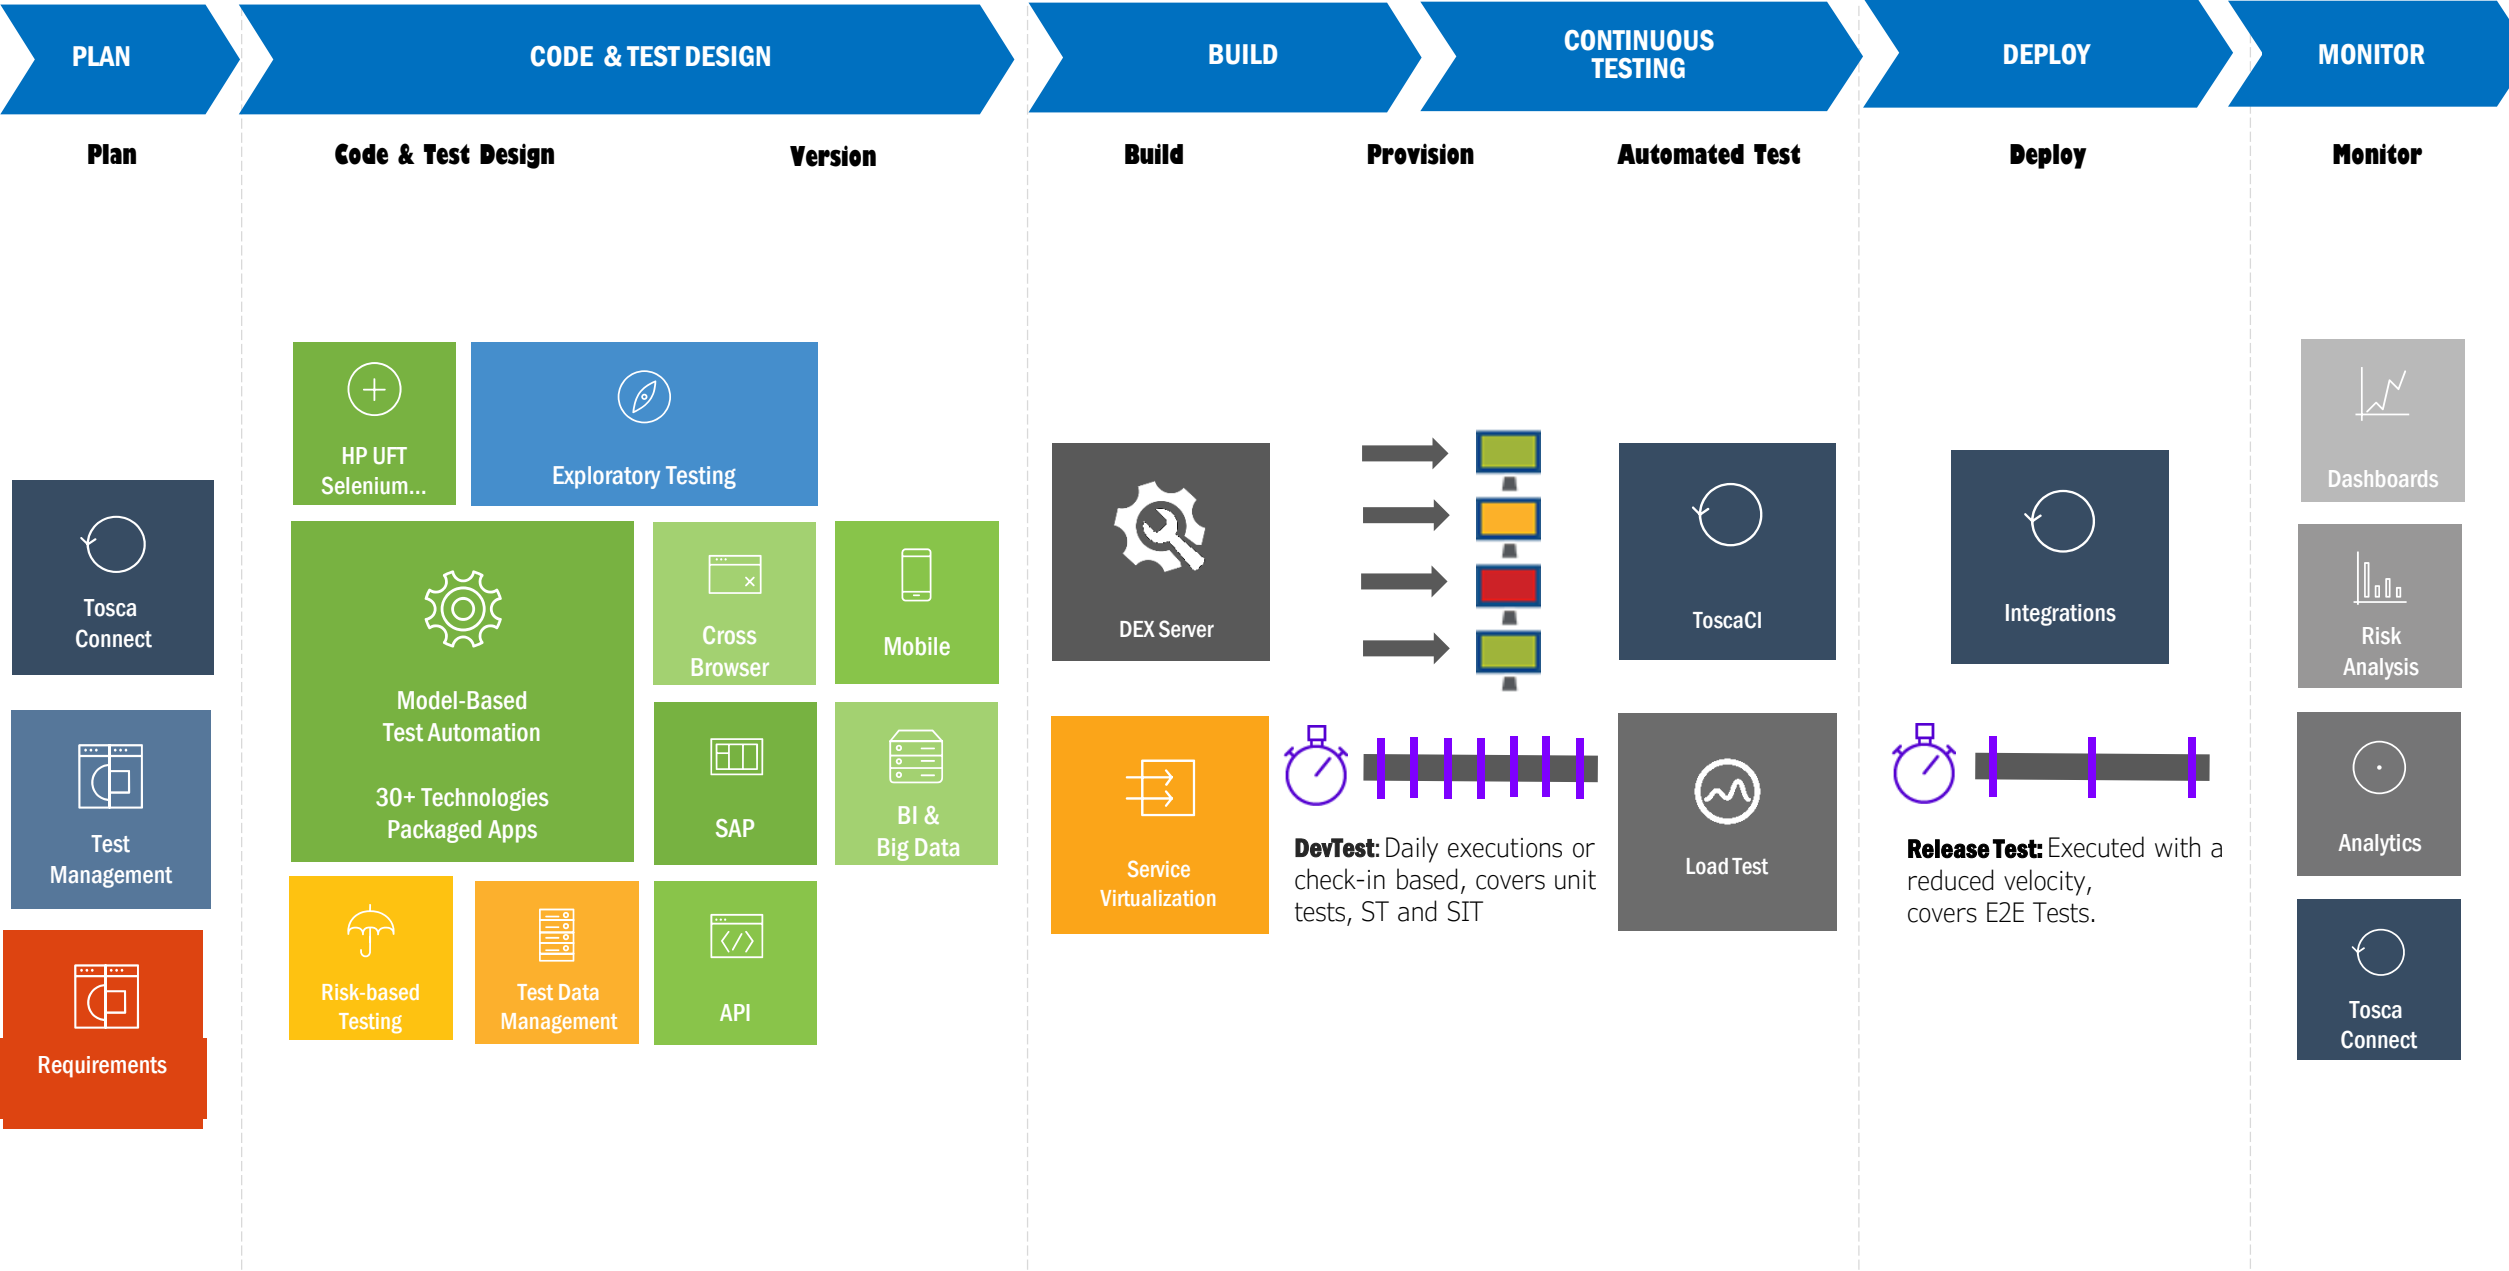 PLAN
CODE & TEST DESIGN
BUILD
CONTINUOUS
TESTING
DEPLOY
MONITOR
Plan
Code & Test Design
Version
Build
Provision
Automated Test
Deploy
Monitor
Tosca
Connect
Test
Management
Requirements
HP UFT
Selenium...
Exploratory Testing
Model-Based
Test Automation
30+ Technologies
Packaged Apps
Cross
Browser
Mobile
SAP
BI &
Big Data
Risk-based
Testing
Test Data
Management
API
DEX Server
Service
Virtualization
DevTest: Daily executions or
check-in based, covers unit
tests, ST and SIT
ToscaCI
Load Test
Integrations
Release Test: Executed with a
reduced velocity,
covers E2E Tests.
Dashboards
Risk
Analysis
Analytics
Tosca
Connect